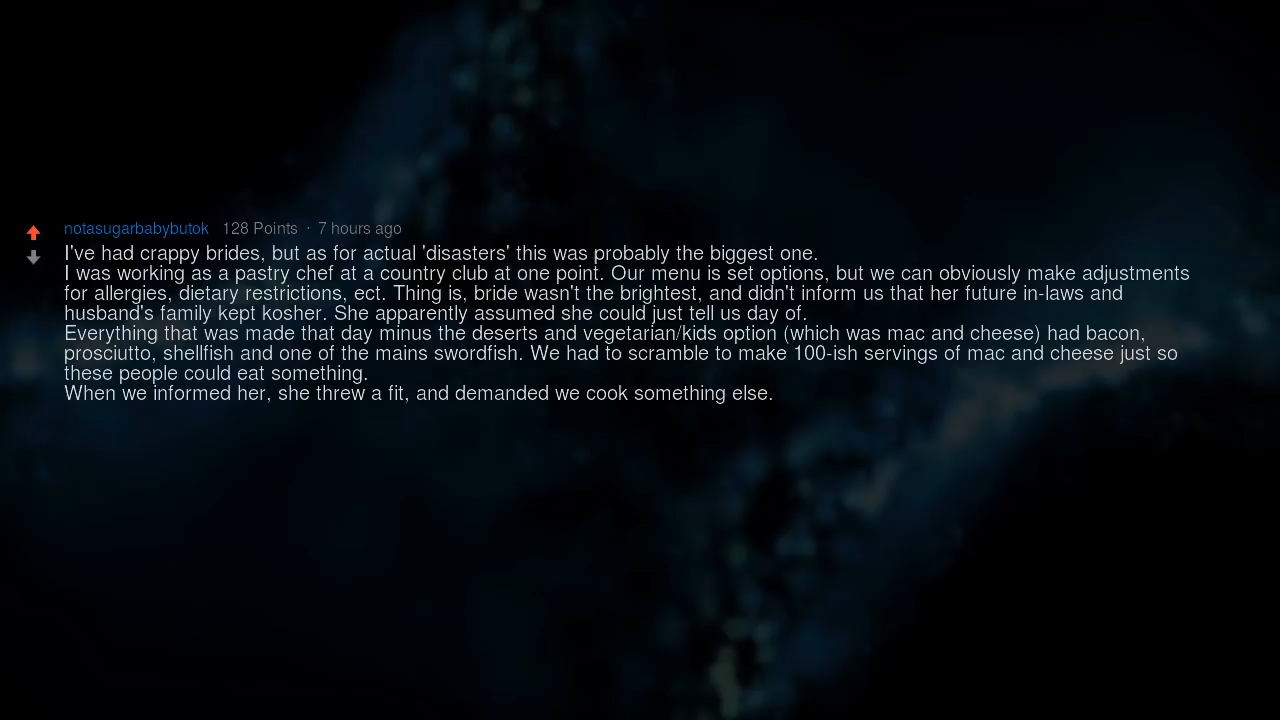 notasugarbabybutok 128 Points · 7 hours ago
I've had crappy brides, but as for actual 'disasters' this was probably the biggest one.
I was working as a pastry chef at a country club at one point. Our menu is set options, but we can obviously make adjustments
for allergies, dietary restrictions, ect. Thing is, bride wasn't the brightest, and didn't inform us that her future in-laws and
husband's family kept kosher. She apparently assumed she could just tell us day of.
Everything that was made that day minus the deserts and vegetarian/kids option (which was mac and cheese) had bacon,
prosciutto, shellfish and one of the mains swordfish. We had to scramble to make 100-ish servings of mac and cheese just so
these people could eat something.
When we informed her, she threw a fit, and demanded we cook something else.